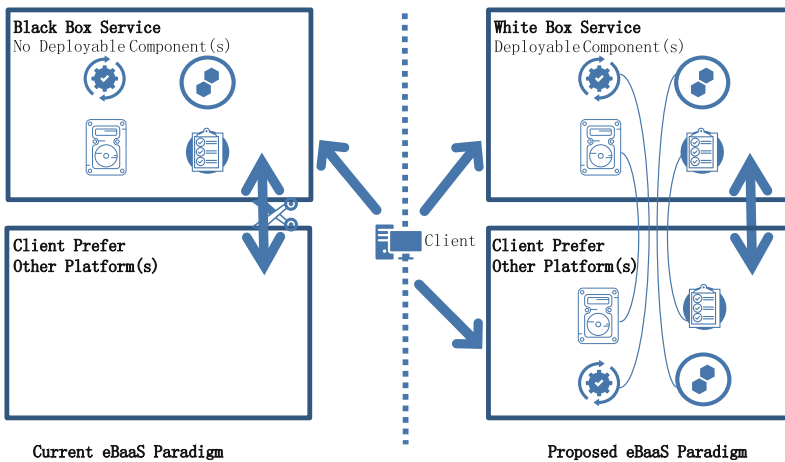 Black Box Service
No Deployable Component(s)
Client Prefer
Other Platform(s)
Current eBaaS Paradigm
Client
White Box Service
Deployable Component(s)
Client Prefer
Other Platform(s)
Proposed eBaaS Paradigm